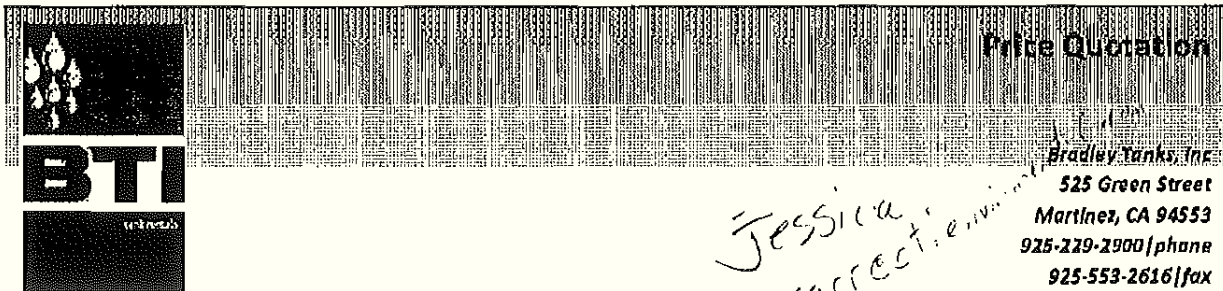 Price Quotation
BTI
Bradley Tanks, Inc
525 Green Street
Martinez, CA 94553
Jessica.
925-229-2900|phone
925-553-2616|fax